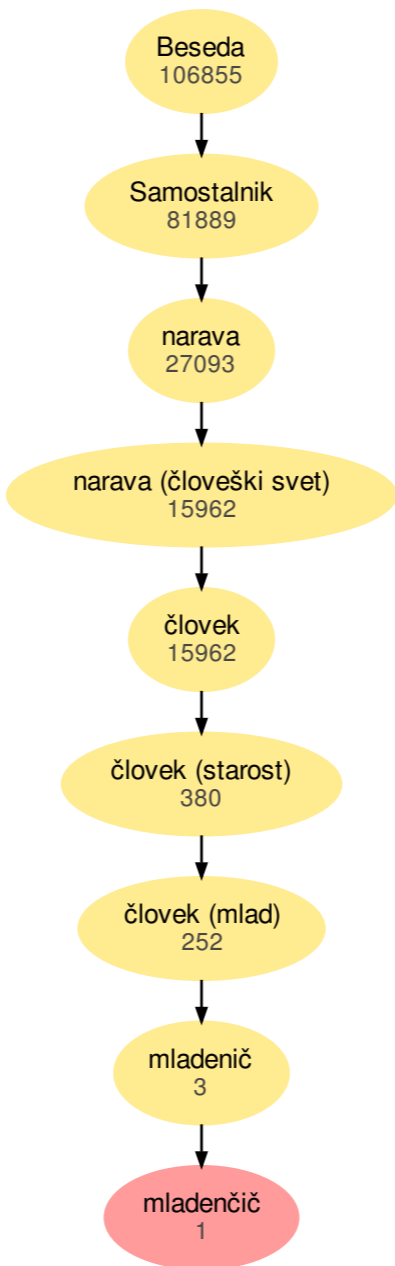 Beseda
106855
Samostalnik
81889
narava
27093
narava (človeški svet)
15962
človek
15962
človek (starost)
380
človek (mlad)
252
mladenič
3
mladenčič
1